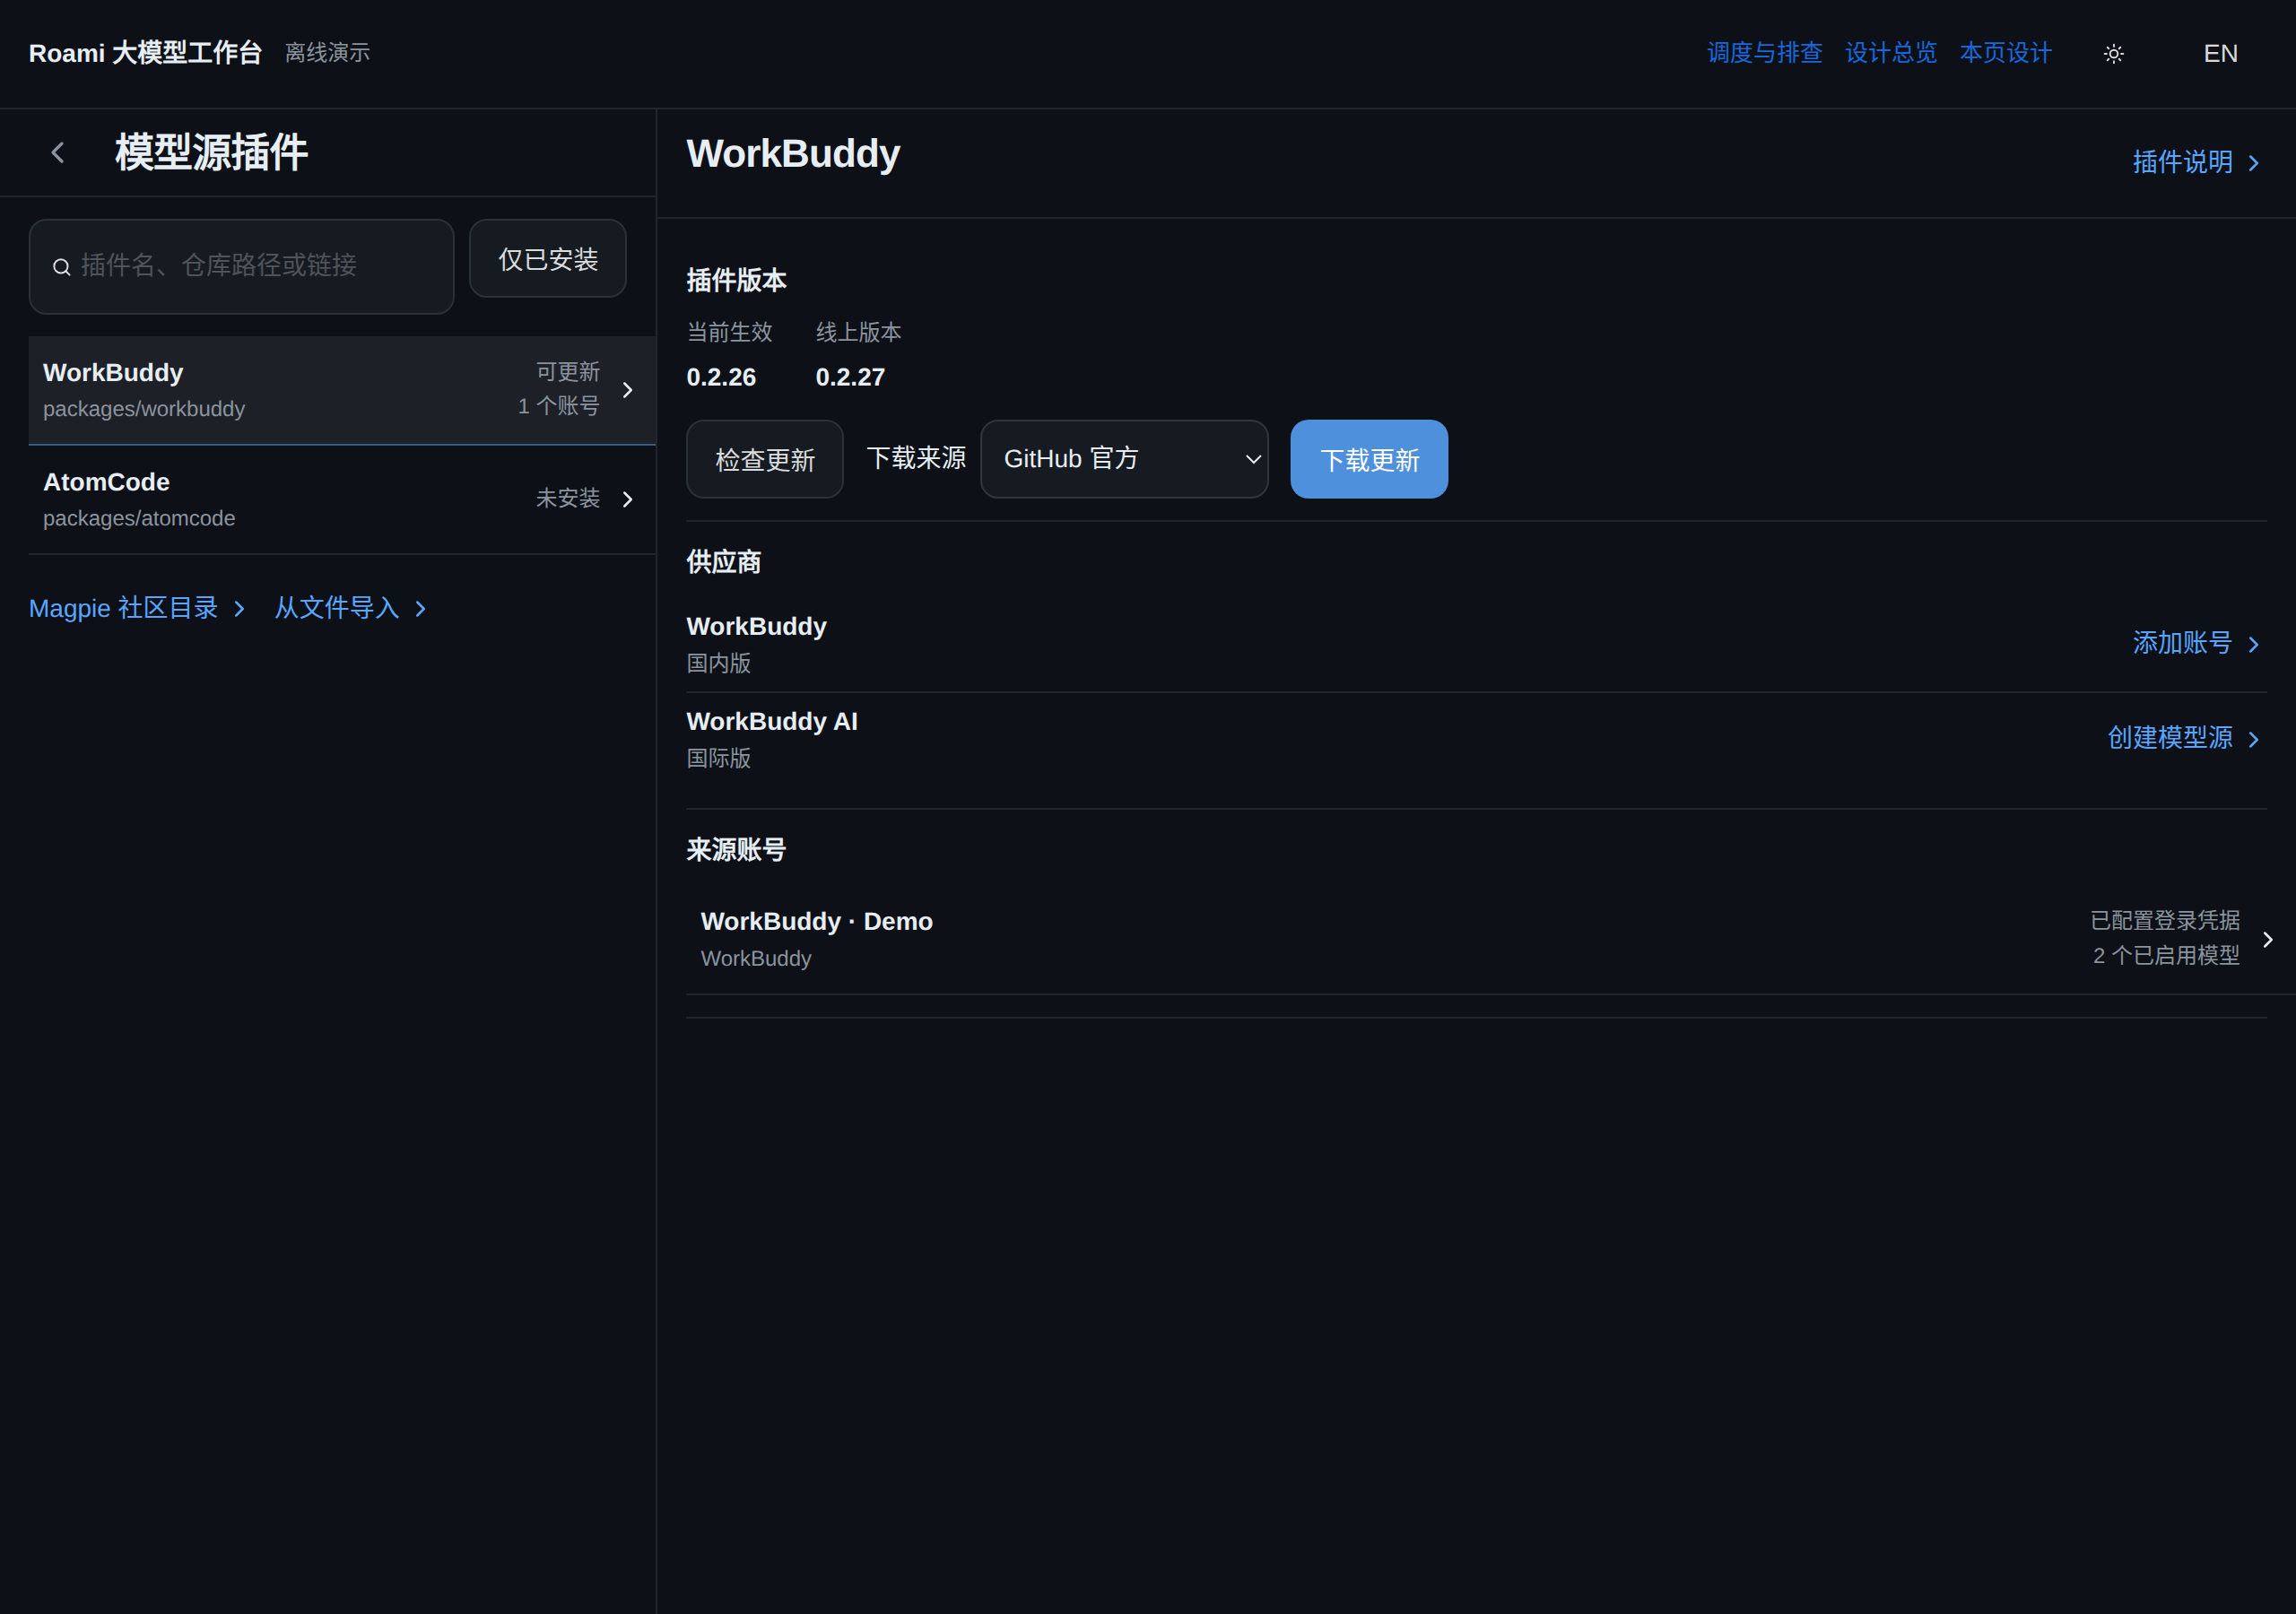 Roami 大模型工作台 离线演示
调度与排查 设计总览 本页设计 EN
模型源插件
插件名、仓库路径或链接
仅已安装
WorkBuddy
packages/workbuddy
可更新
1 个账号
AtomCode
packages/atomcode
未安装
Magpie 社区目录 从文件导入
WorkBuddy
插件说明
插件版本
当前生效 线上版本
0.2.26 0.2.27
检查更新 下载来源 GitHub 官方 下载更新
供应商
WorkBuddy
国内版
添加账号
WorkBuddy AI
国际版
创建模型源
来源账号
WorkBuddy · Demo
WorkBuddy
已配置登录凭据
2 个已启用模型